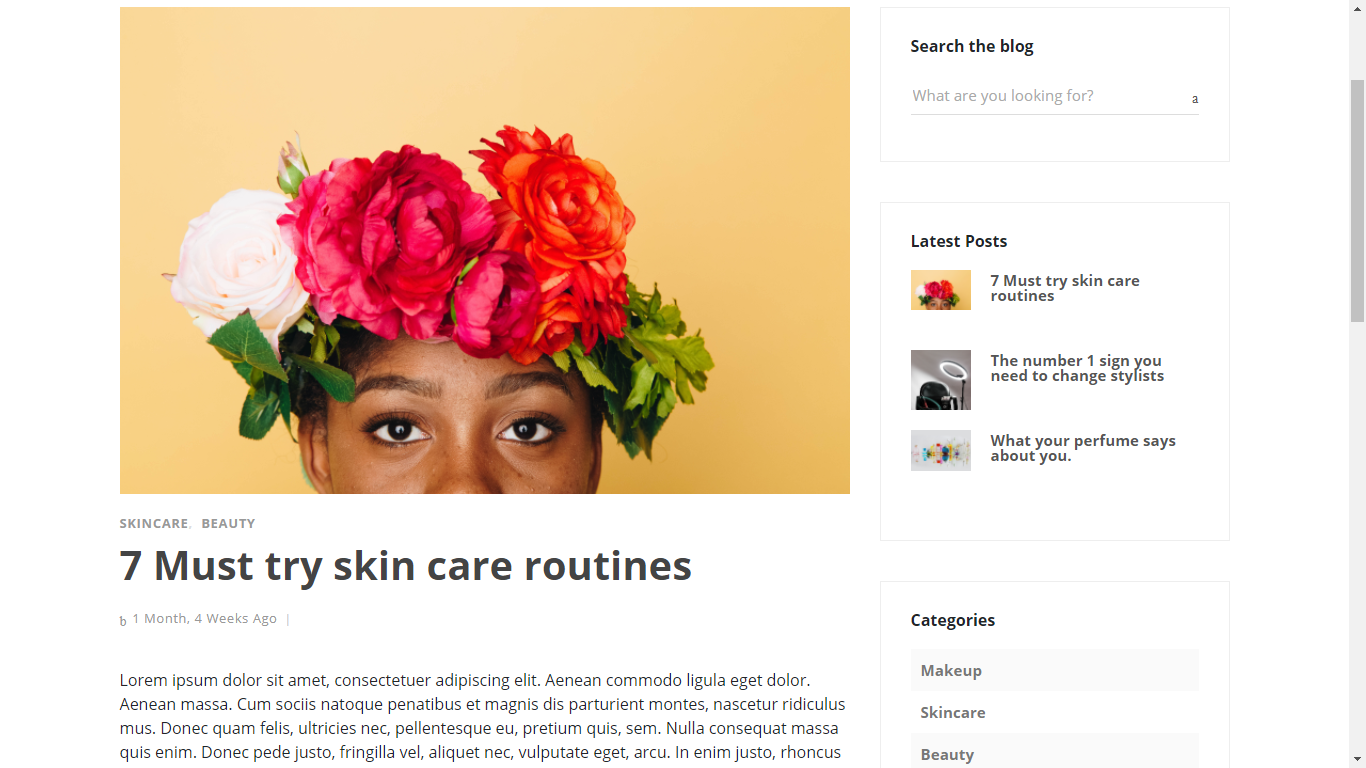 SKINCARE, BEAUTY
7 Must try skin care routines
b 1 Month, 4 Weeks Ago |
Lorem ipsum dolor sit amet, consectetuer adipiscing elit. Aenean commodo ligula eget dolor.
Aenean massa. Cum sociis natoque penatibus et magnis dis parturient montes, nascetur ridiculus
mus. Donec quam felis, ultricies nec, pellentesque eu, pretium quis, sem. Nulla consequat massa
quis enim. Donec pede justo, fringilla vel, aliquet nec, vulputate eget, arcu. In enim justo, rhoncus
Search the blog
What are you looking for? a
Latest Posts
7 Must try skin care
routines
The number 1 sign you
need to change stylists
What your perfume says
about you.
Categories
Makeup
Skincare
Beauty